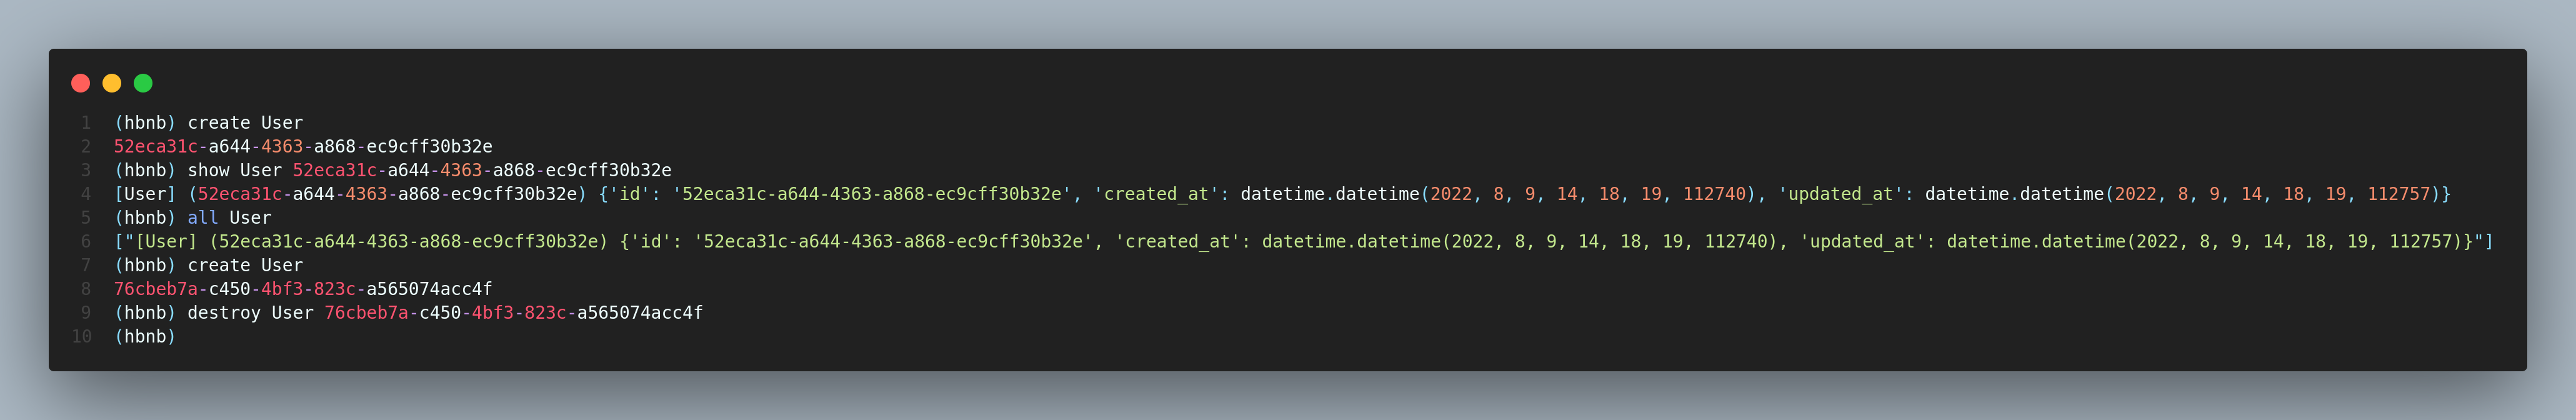 1 (hbnb) create User
2 52eca31c-a644-4363-a868-ec9cff30b32e
3 (hbnb) show User 52eca31c-a644-4363-a868-ec9cff30b32e
4 [User] (52eca31c-a644-4363-a868-ec9cff30b32e) {'id': '52eca31c-a644-4363-a868-ec9cff30b32e', 'created_at': datetime.datetime(2022, 8, 9, 14, 18, 19, 112740), 'updated_at': datetime.datetime(2022, 8, 9, 14, 18, 19, 112757)}
5 (hbnb) all User
6 ["[User] (52eca31c-a644-4363-a868-ec9cff30b32e) {'id': '52eca31c-a644-4363-a868-ec9cff30b32e', 'created_at': datetime.datetime(2022, 8, 9, 14, 18, 19, 112740), 'updated_at': datetime.datetime(2022, 8, 9, 14, 18, 19, 112757)}"]
7 (hbnb) create User
8 76cbeb7a-c450-4bf3-823c-a565074acc4f
9 (hbnb) destroy User 76cbeb7a-c450-4bf3-823c-a565074acc4f
10 (hbnb)